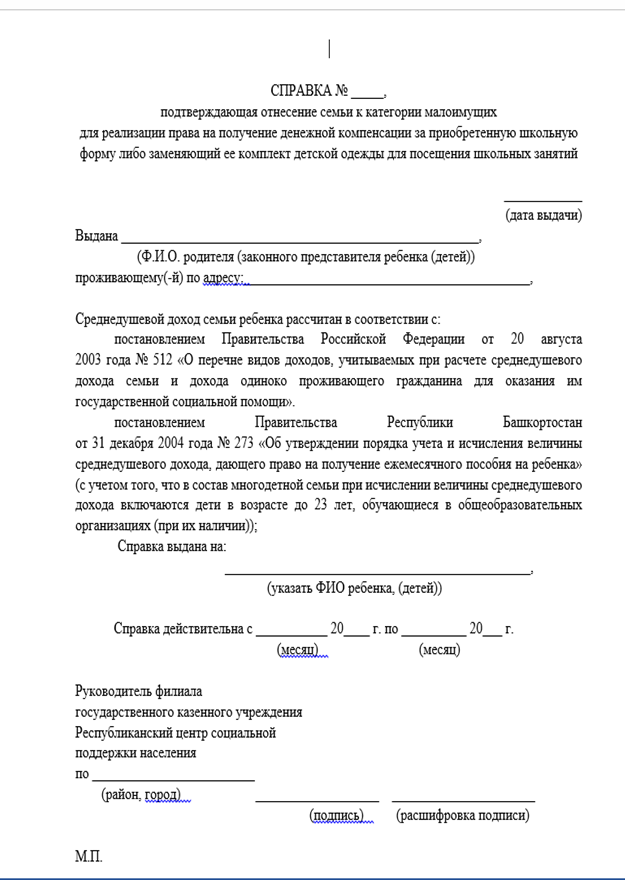 СПРАВКА № _____,
подтверждающая отнесение семьи к категории малоимущих
для реализации права на получение денежной компенсации за приобретенную школьную
форму либо заменяющий ее комплект детской одежды для посещения школьных занятий
___________
(дата выдачи)
Выдана ___________________________________________________,
(Ф.И.О. родителя (законного представителя ребенка (детей))
проживающему(-й) по адресу:,________________________________________,
Среднедушевой доход семьи ребенка рассчитан в соответствии с:
постановлением Правительства Российской Федерации от 20 августа
2003 года № 512 «О перечне видов доходов, учитываемых при расчете среднедушевого
дохода семьи и дохода одиноко проживающего гражданина для оказания им
государственной социальной помощи».
постановлением Правительства Республики Башкортостан
от 31 декабря 2004 года № 273 «Об утверждении порядка учета и исчисления величины
среднедушевого дохода, дающего право на получение ежемесячного пособия на ребенка»
(с учетом того, что в состав многодетной семьи при исчислении величины среднедушевого
дохода включаются дети в возрасте до 23 лет, обучающиеся в общеобразовательных
организациях (при их наличии));
Справка выдана на:
___________________________________________,
(указать ФИО ребенка, (детей))
Справка действительна с __________ 20____ г. по _________ 20___ г.
(месяц) (месяц)
Руководитель филиала
государственного казенного учреждения
Республиканский центр социальной
поддержки населения
по _______________________
(район, город) _________________ ____________________
(подпись) (расшифровка подписи)
М.П.